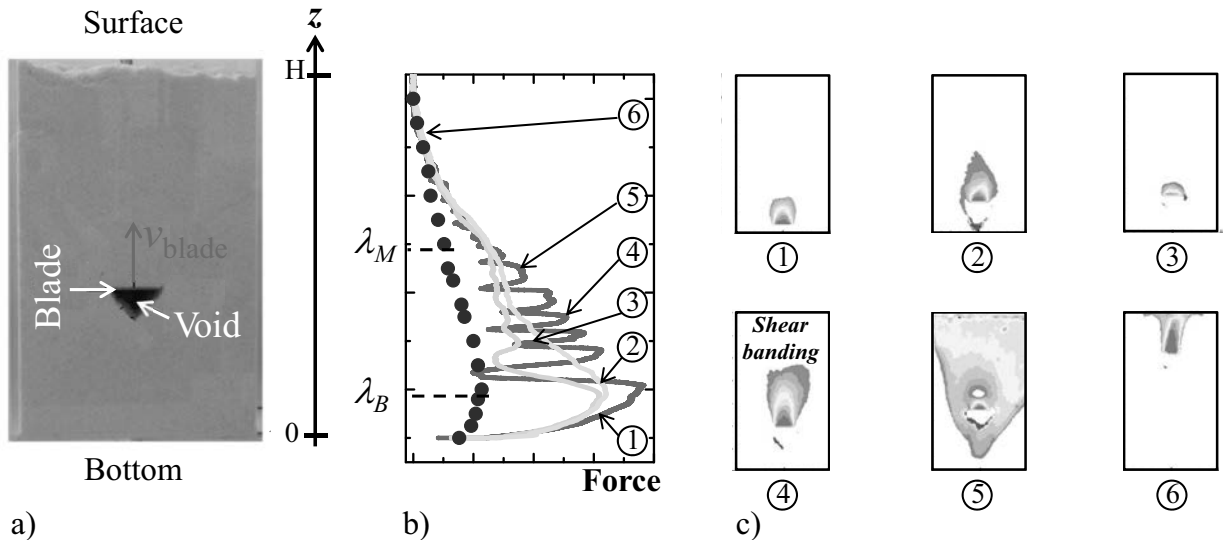 Surface
z
H
v_blade
Blade
Void
0
Bottom
a)
λ_M
λ_B
⑥
⑤
④
③
②
①
Force
b)
①
②
③
Shear
banding
④
⑤
⑥
c)